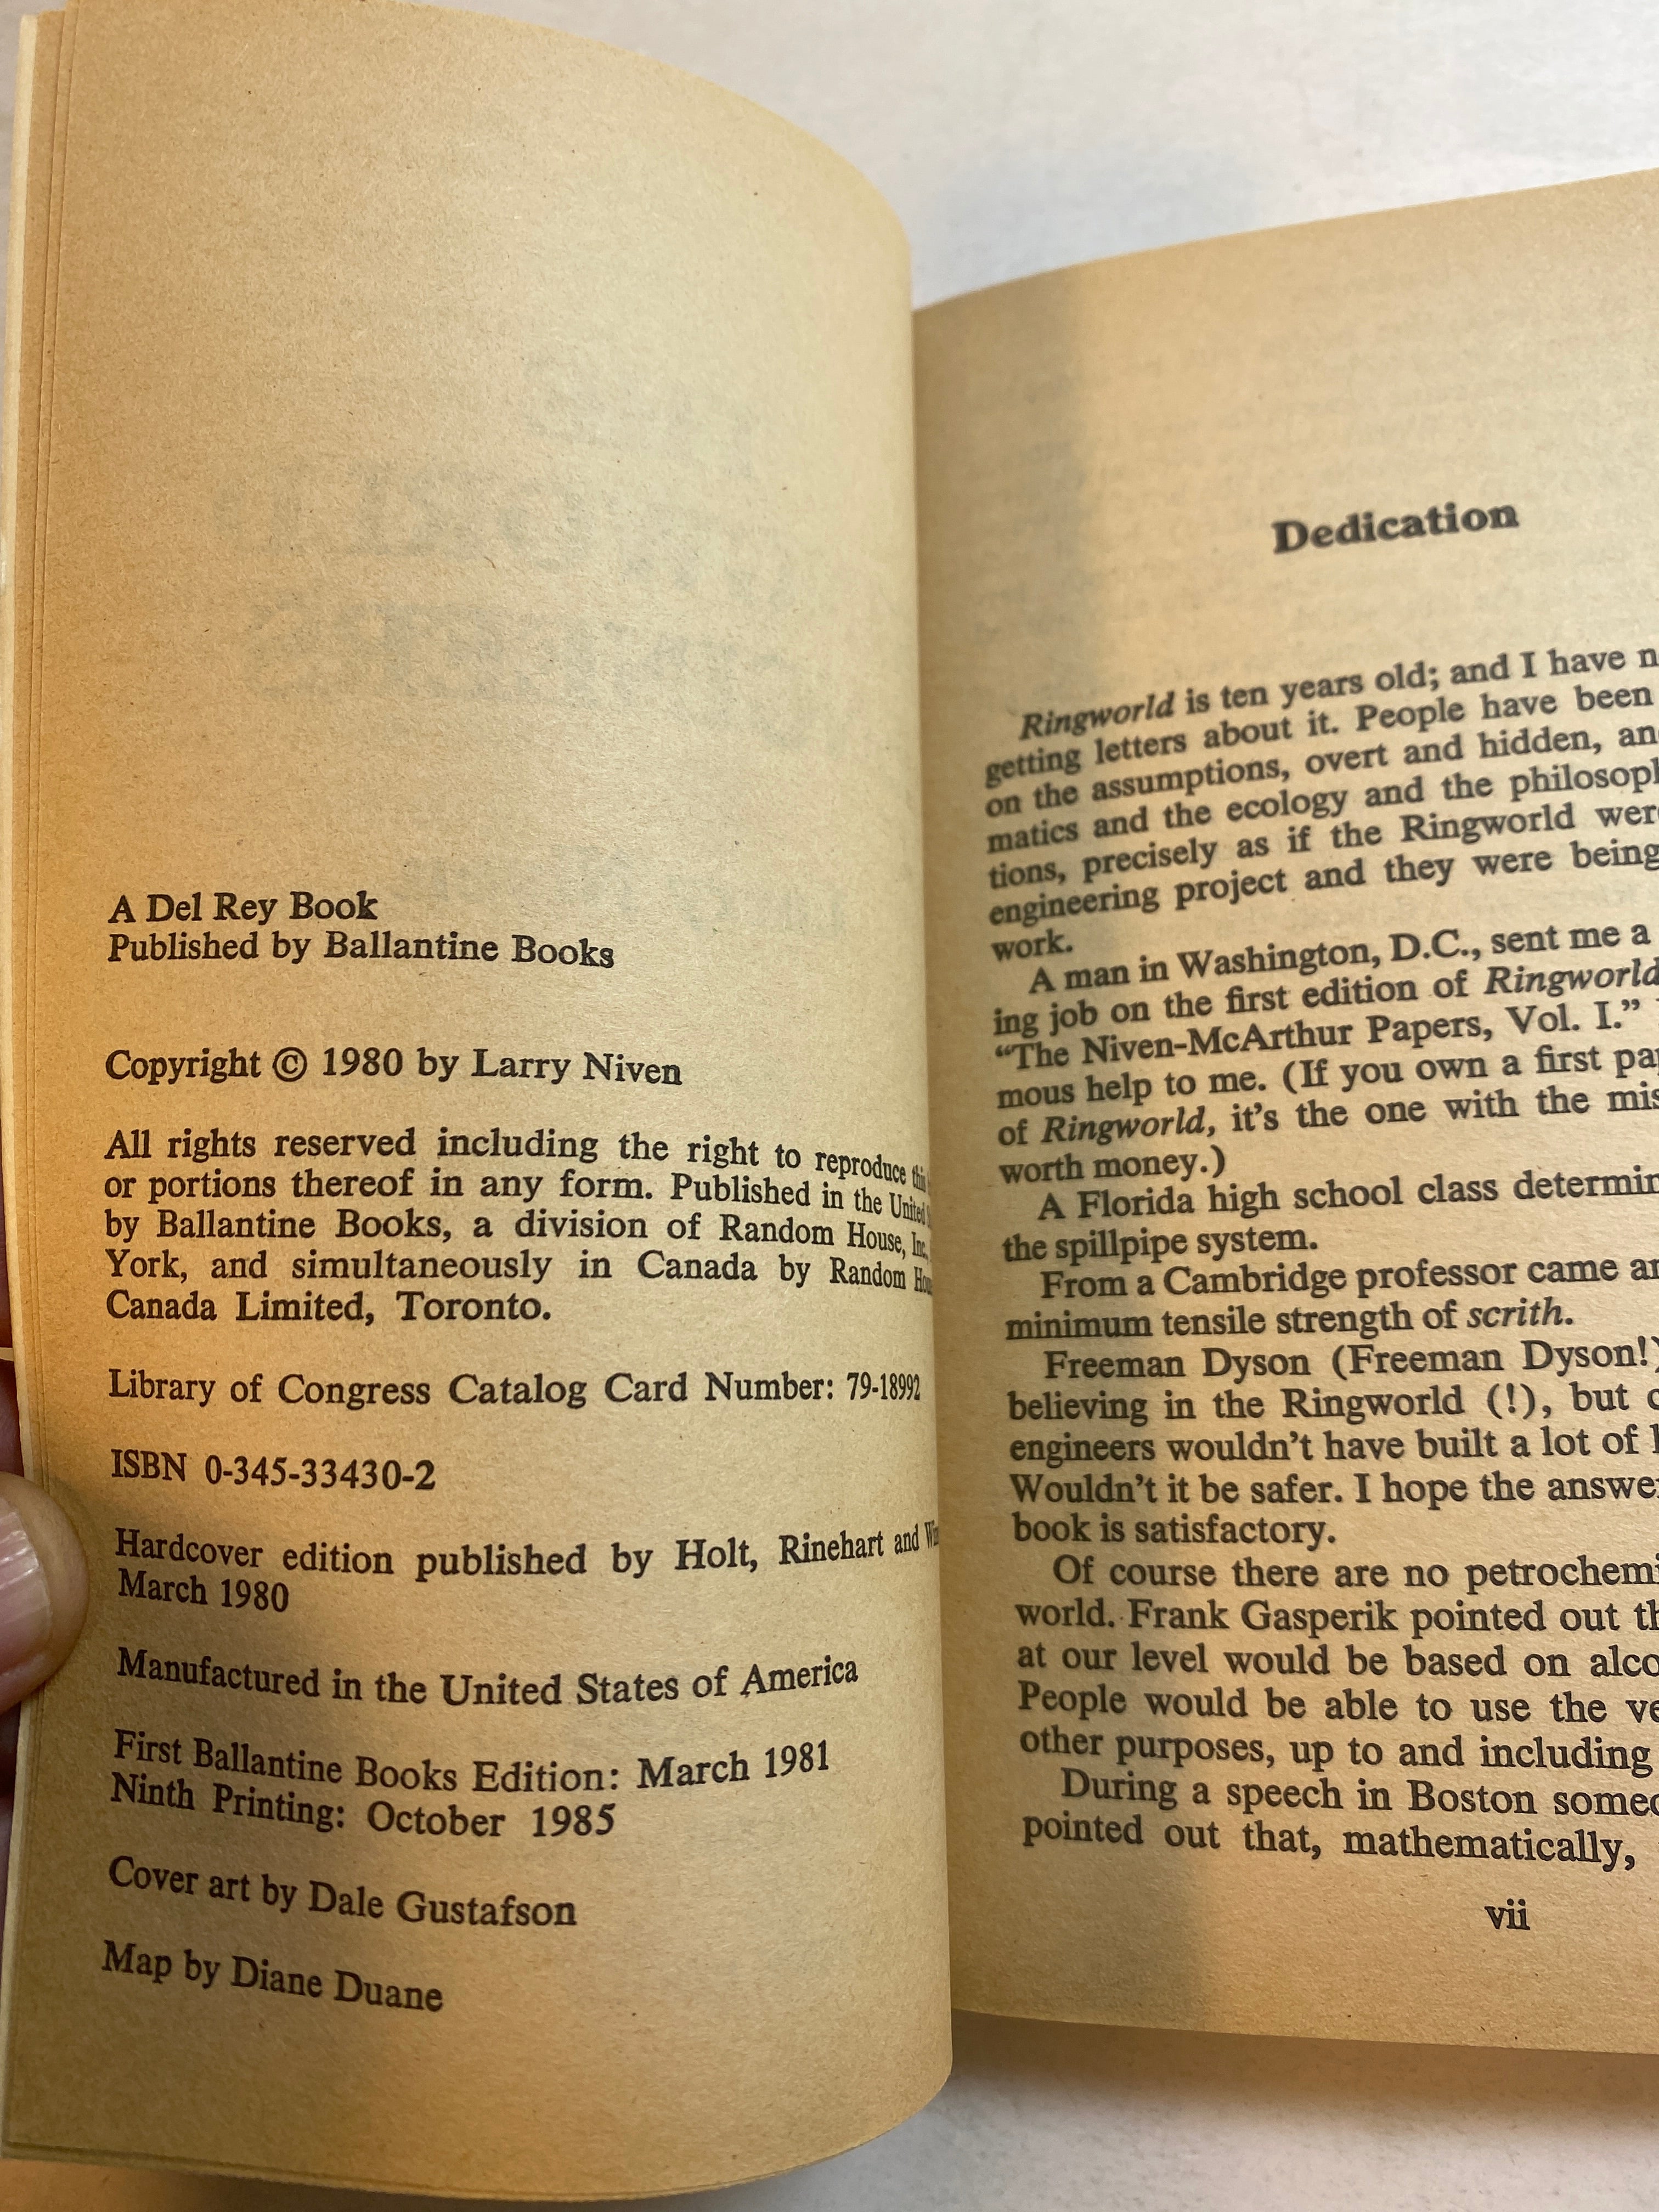 A Del Rey Book
Published by Ballantine Books
Copyright © 1980 by Larry Niven
All rights reserved including the right to reproduce this
or portions thereof in any form. Published in the United
by Ballantine Books, a division of Random House, Inc.,
York, and simultaneously in Canada by Random
Canada Limited, Toronto.
Library of Congress Catalog Card Number: 79-18992
ISBN 0-345-33430-2
Hardcover edition published by Holt, Rinehart and
March 1980
Manufactured in the United States of America
First Ballantine Books Edition: March 1981
Ninth Printing: October 1985
Cover art by Dale Gustafson
Map by Diane Duane
Dedication
Ringworld is ten years old; and I have
getting letters about it. People have been
on the assumptions, overt and hidden,
matics and the ecology and the
tions, precisely as if the Ringworld
engineering project and they were being
work.
A man in Washington, D.C., sent me a
ing job on the first edition of Ringworld
"The Niven-McArthur Papers, Vol. I."
mous help to me. (If you own a first
of Ringworld, it's the one with the
worth money.)
A Florida high school class
the spillpipe system.
From a Cambridge professor came
minimum tensile strength of scrith.
Freeman Dyson (Freeman Dyson!)
believing in the Ringworld (!), but
engineers wouldn't have built a lot of
Wouldn't it be safer. I hope the
book is satisfactory.
Of course there are no
world. Frank Gasperik pointed out
at our level would be based on
People would be able to use the
other purposes, up to and including
During a speech in Boston
pointed out that, mathematically,
vii